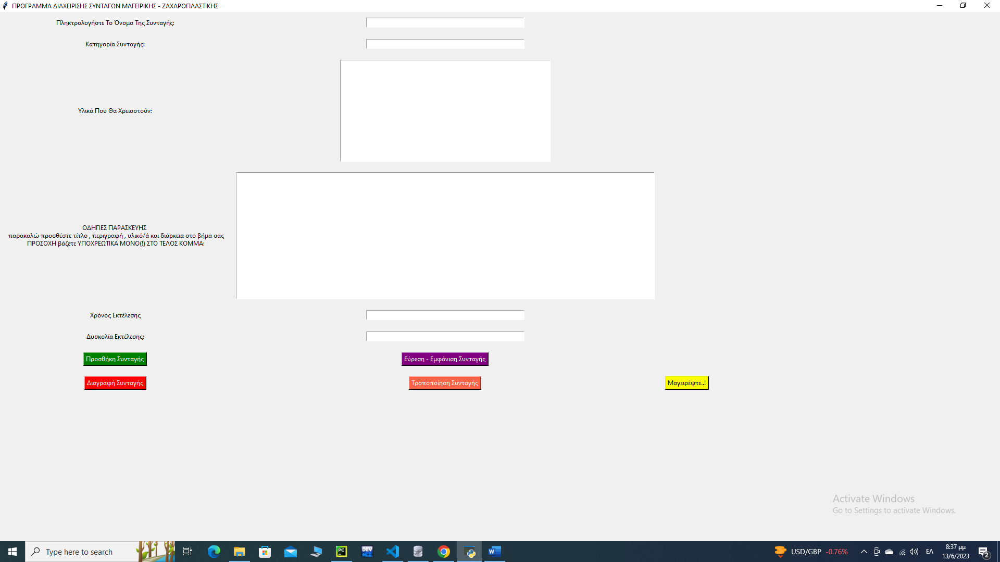 ΠΡΟΓΡΑΜΜΑ ΔΙΑΧΕΙΡΙΣΗΣ ΣΥΝΤΑΓΩΝ ΜΑΓΕΙΡΙΚΗΣ - ΖΑΧΑΡΟΠΛΑΣΤΙΚΗΣ
Πληκτρολογήστε Το Όνομα Της Συνταγής:
Κατηγορία Συνταγής:
Υλικά Που Θα Χρειαστούν:
ΟΔΗΓΙΕΣ ΠΑΡΑΣΚΕΥΗΣ
παρακαλώ προσθέστε τίτλο , περιγραφή , υλικό/ά και διάρκεια στο βήμα σας
ΠΡΟΣΟΧΗ βάζετε ΥΠΟΧΡΕΩΤΙΚΑ ΜΟΝΟ(!) ΣΤΟ ΤΕΛΟΣ ΚΟΜΜΑ:
Χρόνος Εκτέλεσης
Δυσκολία Εκτέλεσης:
Προσθήκη Συνταγής
Εύρεση - Εμφάνιση Συνταγής
Διαγραφή Συνταγής
Τροποποίηση Συνταγής
Μαγειρέψτε..!
Activate Windows
Go to Settings to activate Windows.
Type here to search
PC
DEV
USD/GBP -0.76%
ΕΛ
8:37 μμ
13/6/2023
2